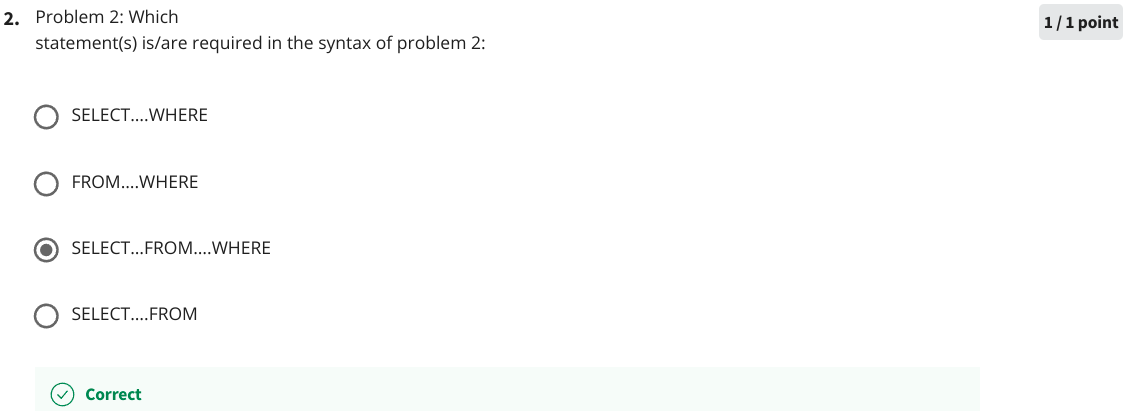 2. Problem 2: Which
1 / 1 point
statement(s) is/are required in the syntax of problem 2:
SELECT....WHERE
FROM....WHERE
SELECT...FROM....WHERE
SELECT....FROM
Correct